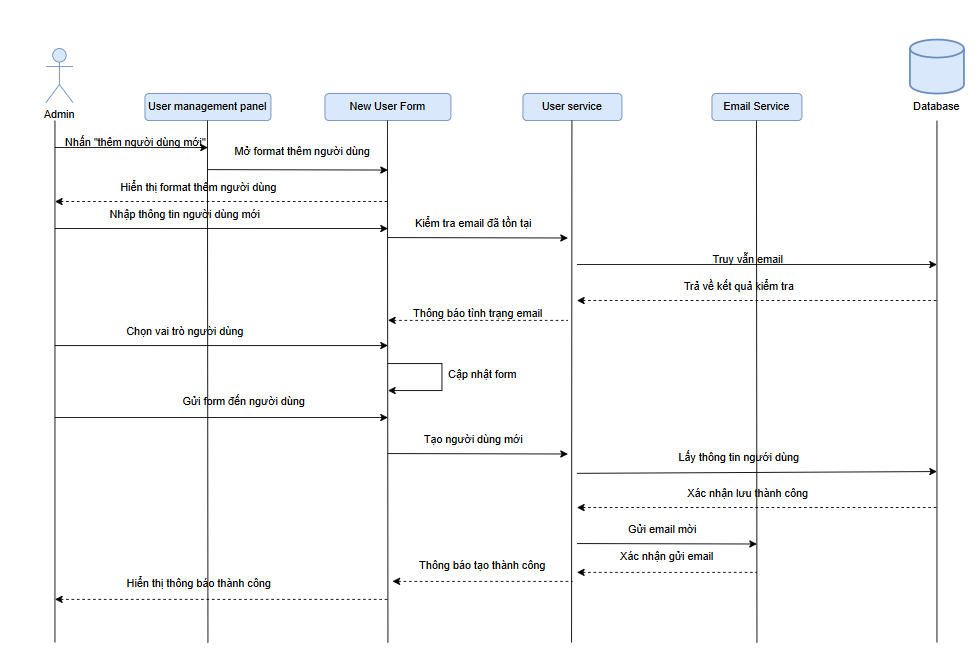 Admin
User management panel
New User Form
User service
Email Service
Database
Nhấn "thêm người dùng mới"
Mở format thêm người dùng
Hiển thị format thêm người dùng
Nhập thông tin người dùng mới
Kiểm tra email đã tồn tại
Truy vẫn email
Trả về kết quả kiểm tra
Thông báo tình trạng email
Chọn vai trò người dùng
Cập nhật form
Gửi form đến người dùng
Tạo người dùng mới
Lấy thông tin người dùng
Xác nhận lưu thành công
Gửi email mời
Xác nhận gửi email
Thông báo tạo thành công
Hiển thị thông báo thành công